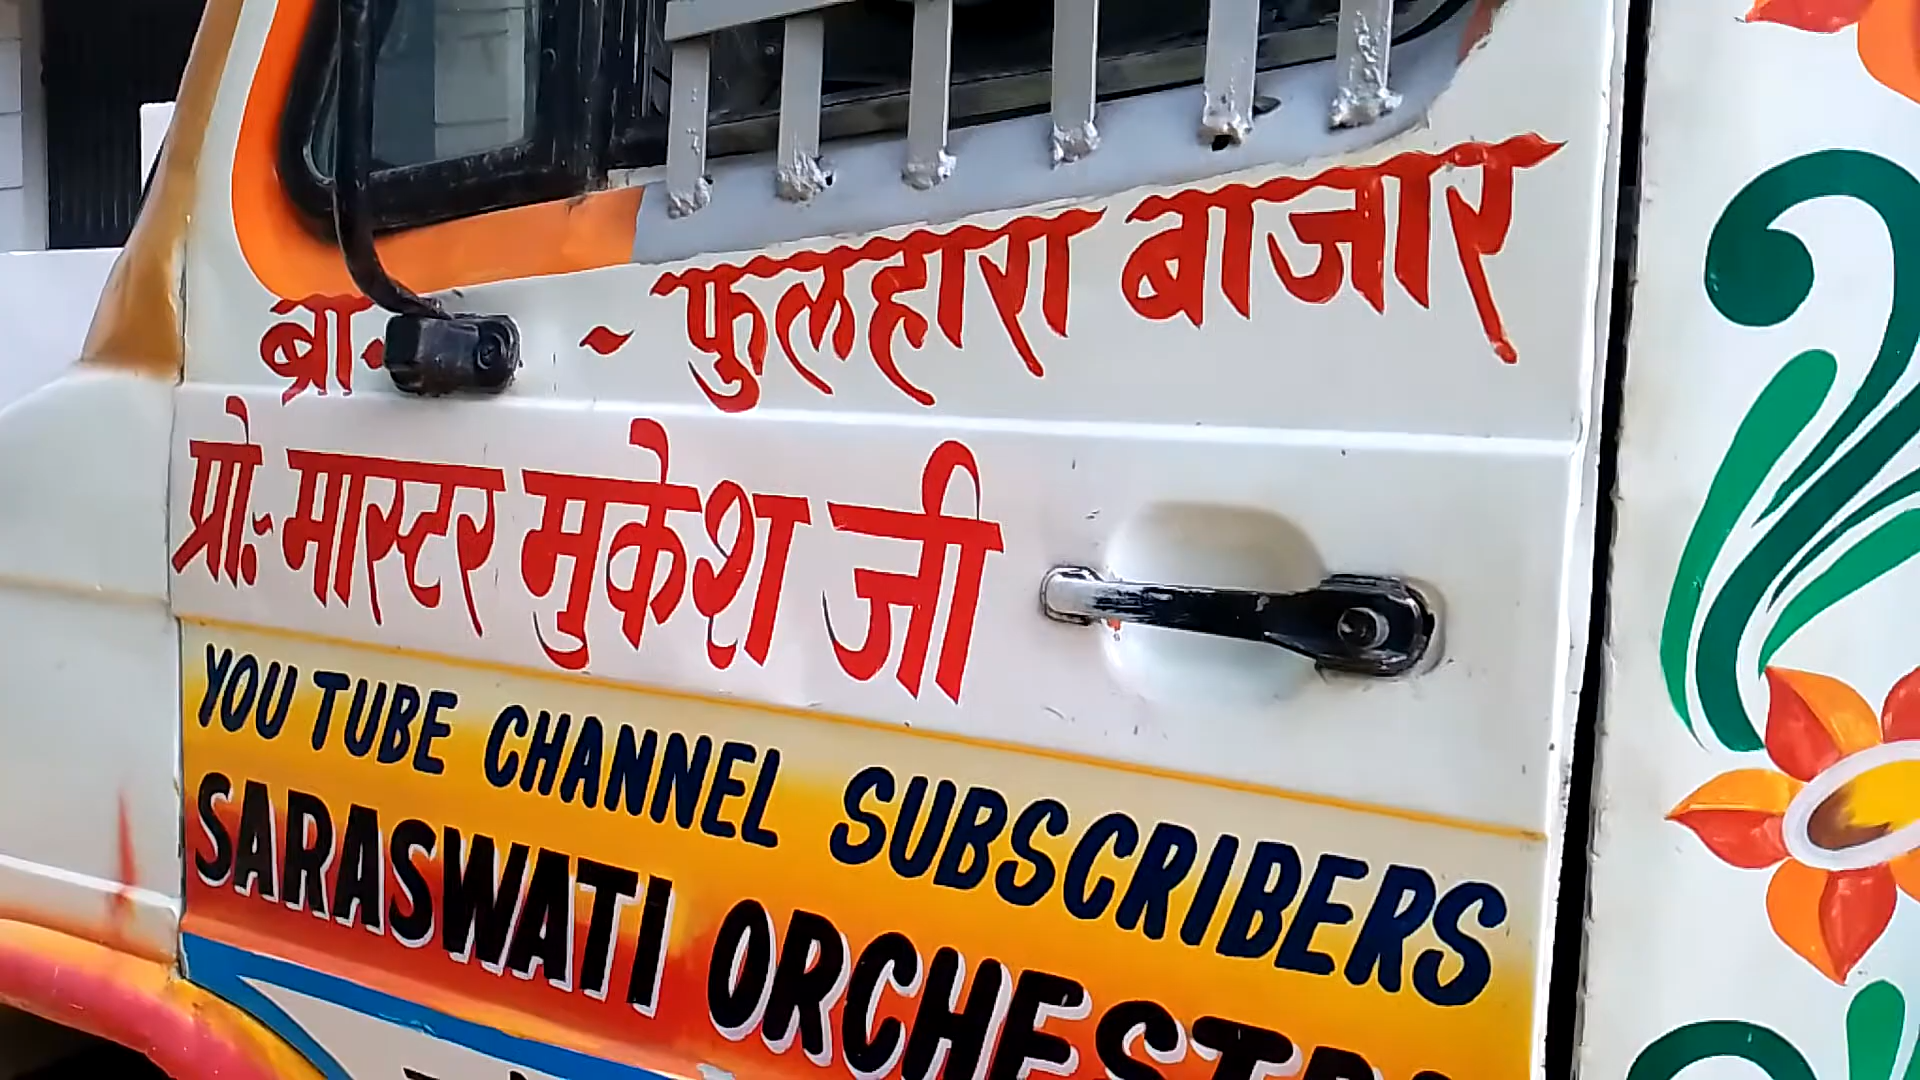 ब्रा - फुलहारा बाजार
प्रो:- मास्टर मुकेश जी
YOU TUBE CHANNEL SUBSCRIBERS
SARASWATI ORCHESTRA